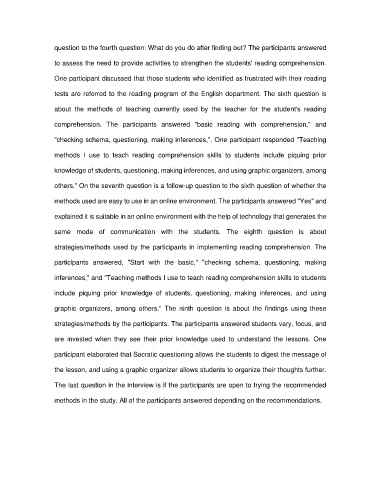 question to the fourth question: What do you do after finding out? The participants answered
to assess the need to provide activities to strengthen the students' reading comprehension.
One participant discussed that those students who identified as frustrated with their reading
tests are referred to the reading program of the English department. The sixth question is
about the methods of teaching currently used by the teacher for the student's reading
comprehension. The participants answered "basic reading with comprehension," and
"checking schema, questioning, making inferences,". One participant responded "Teaching
methods I use to teach reading comprehension skills to students include piquing prior
knowledge of students, questioning, making inferences, and using graphic organizers, among
others." On the seventh question is a follow-up question to the sixth question of whether the
methods used are easy to use in an online environment. The participants answered "Yes" and
explained it is suitable in an online environment with the help of technology that generates the
same mode of communication with the students. The eighth question is about
strategies/methods used by the participants in implementing reading comprehension. The
participants answered, "Start with the basic," "checking schema, questioning, making
inferences," and "Teaching methods I use to teach reading comprehension skills to students
include piquing prior knowledge of students, questioning, making inferences, and using
graphic organizers, among others." The ninth question is about the findings using these
strategies/methods by the participants. The participants answered students vary, focus, and
are invested when they see their prior knowledge used to understand the lessons. One
participant elaborated that Socratic questioning allows the students to digest the message of
the lesson, and using a graphic organizer allows students to organize their thoughts further.
The last question in the interview is if the participants are open to trying the recommended
methods in the study. All of the participants answered depending on the recommendations.